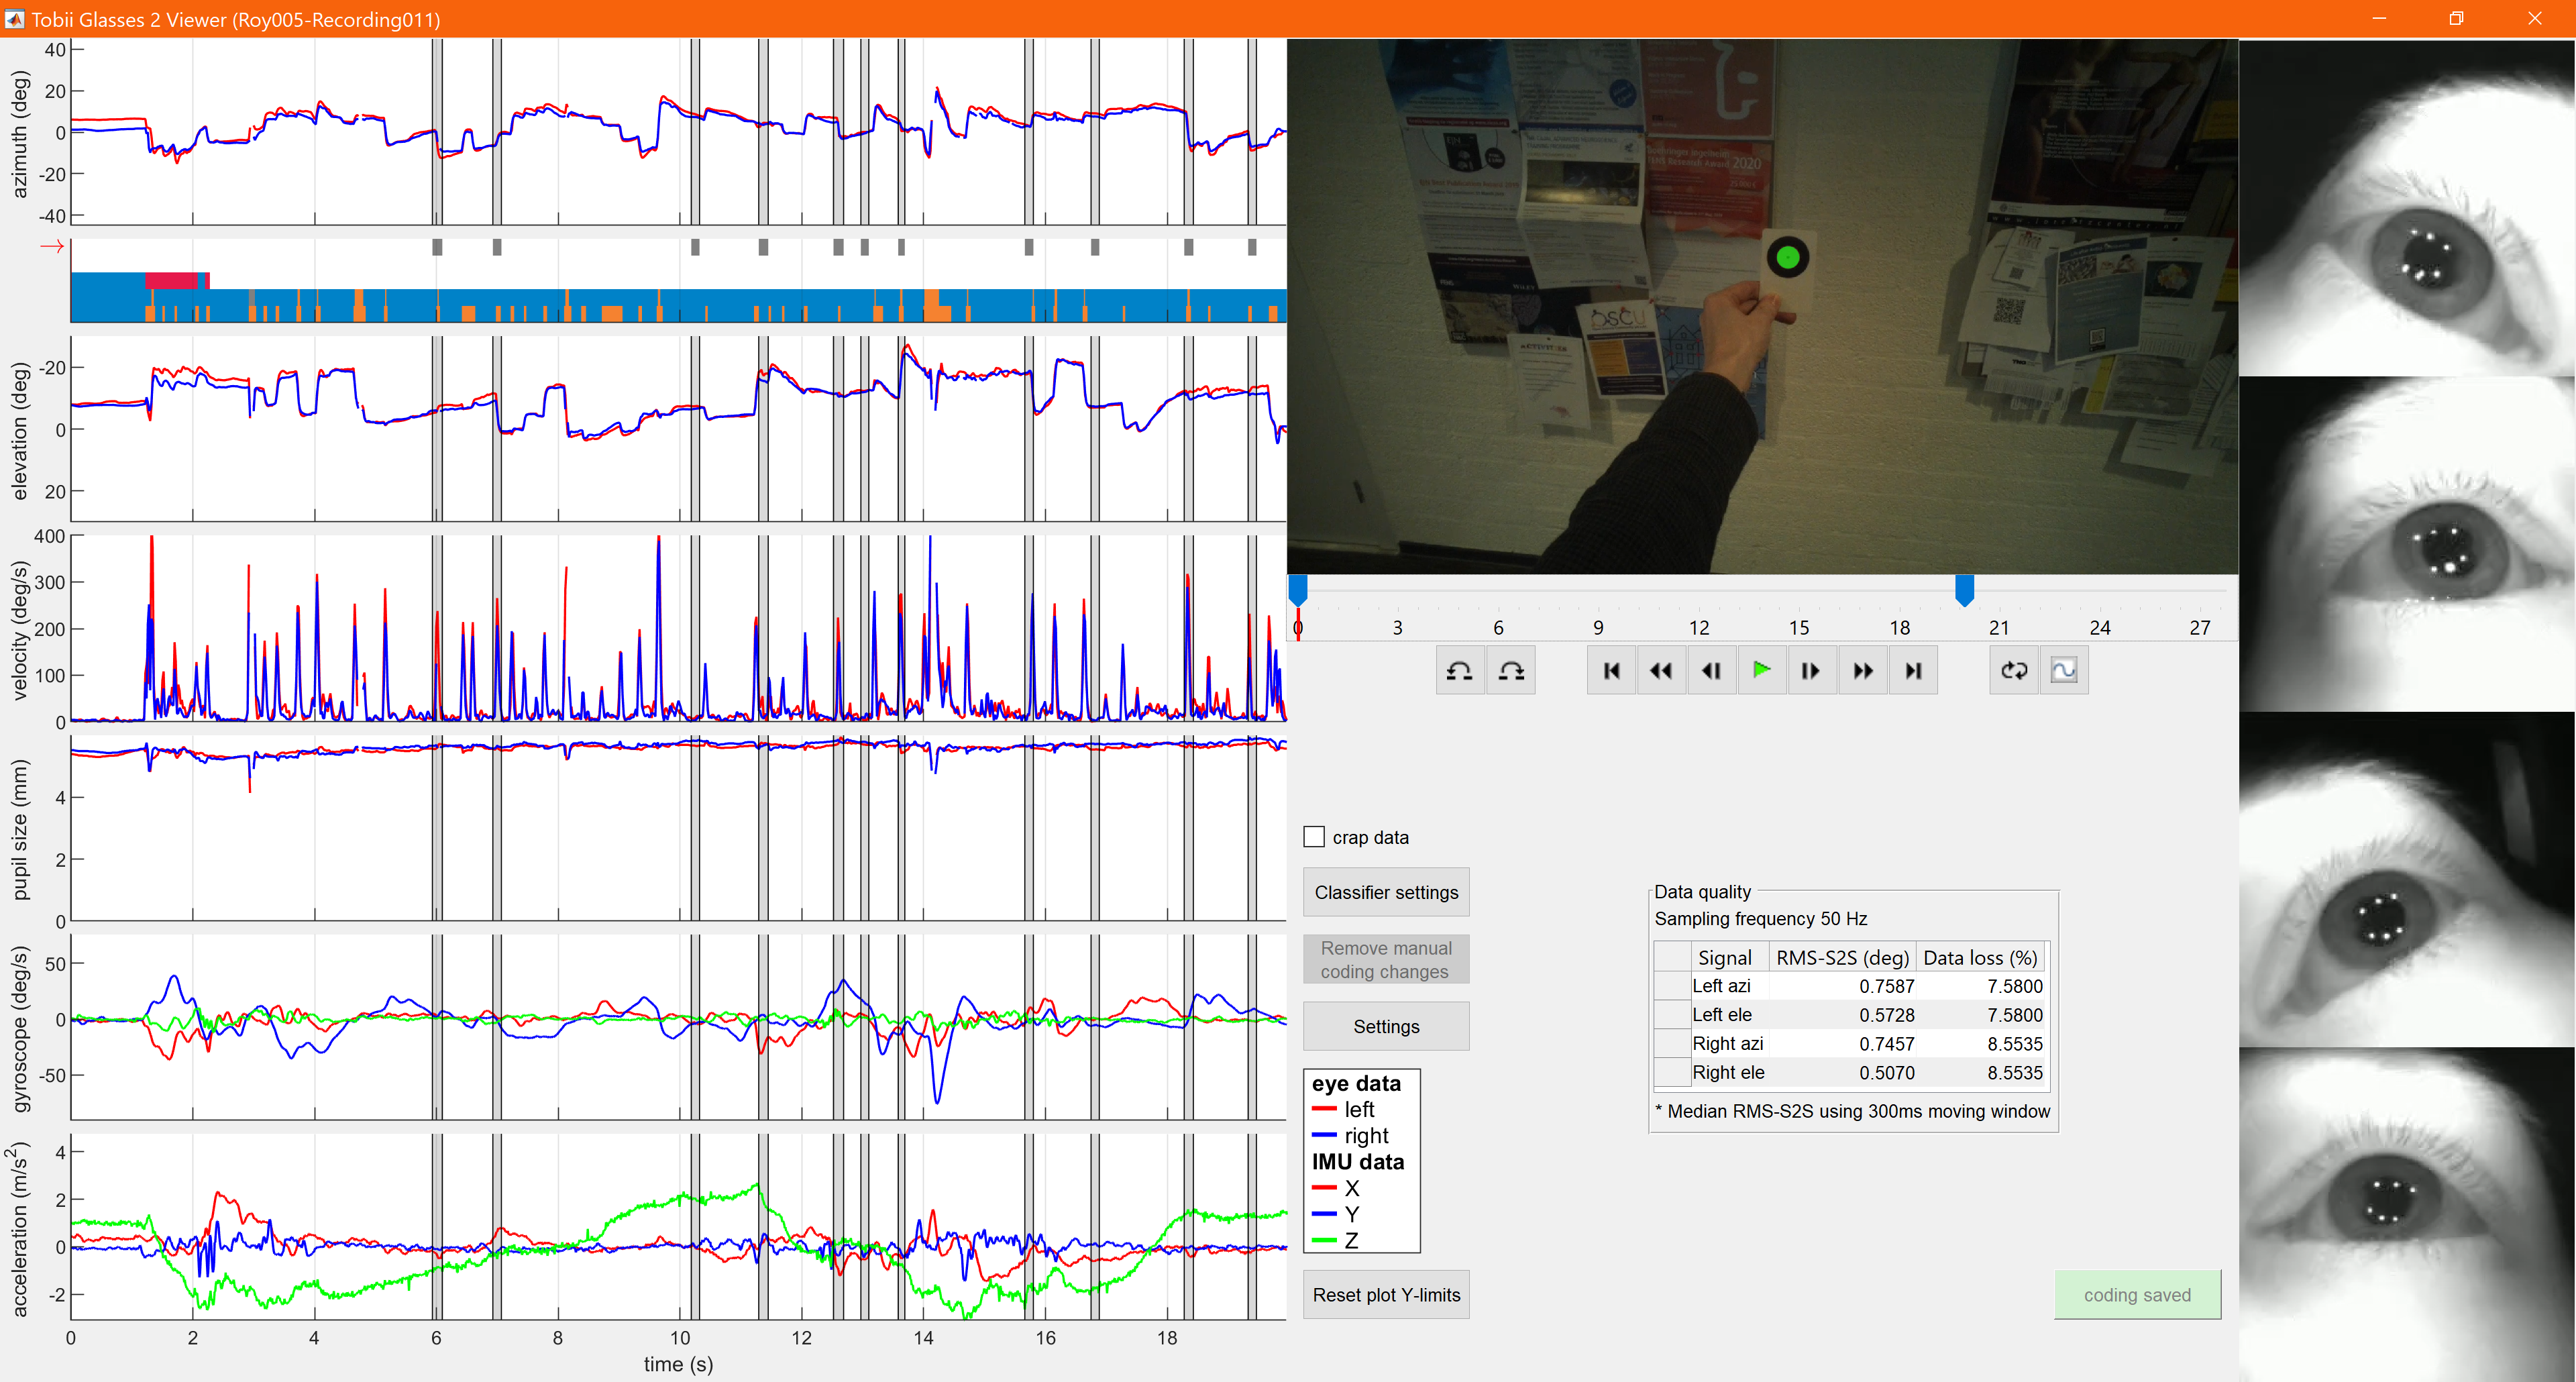 Tobii Glasses 2 Viewer (Roy005-Recording011)
azimuth (deg)
40
20
0
-20
-40
→
elevation (deg)
-20
0
20
velocity (deg/s)
400
300
200
100
0
pupil size (mm)
4
2
0
gyroscope (deg/s)
50
0
-50
acceleration (m/s²)
4
2
0
-2
0 2 4 6 8 10 12 14 16 18
time (s)
2020
OSCU
0 3 6 9 12 15 18 21 24 27
crap data
Classifier settings
Remove manual
coding changes
Settings
eye data
left
right
IMU data
X
Y
Z
Reset plot Y-limits
Data quality
Sampling frequency 50 Hz
Signal RMS-S2S (deg) Data loss (%)
Left azi 0.7587 7.5800
Left ele 0.5728 7.5800
Right azi 0.7457 8.5535
Right ele 0.5070 8.5535
* Median RMS-S2S using 300ms moving window
coding saved